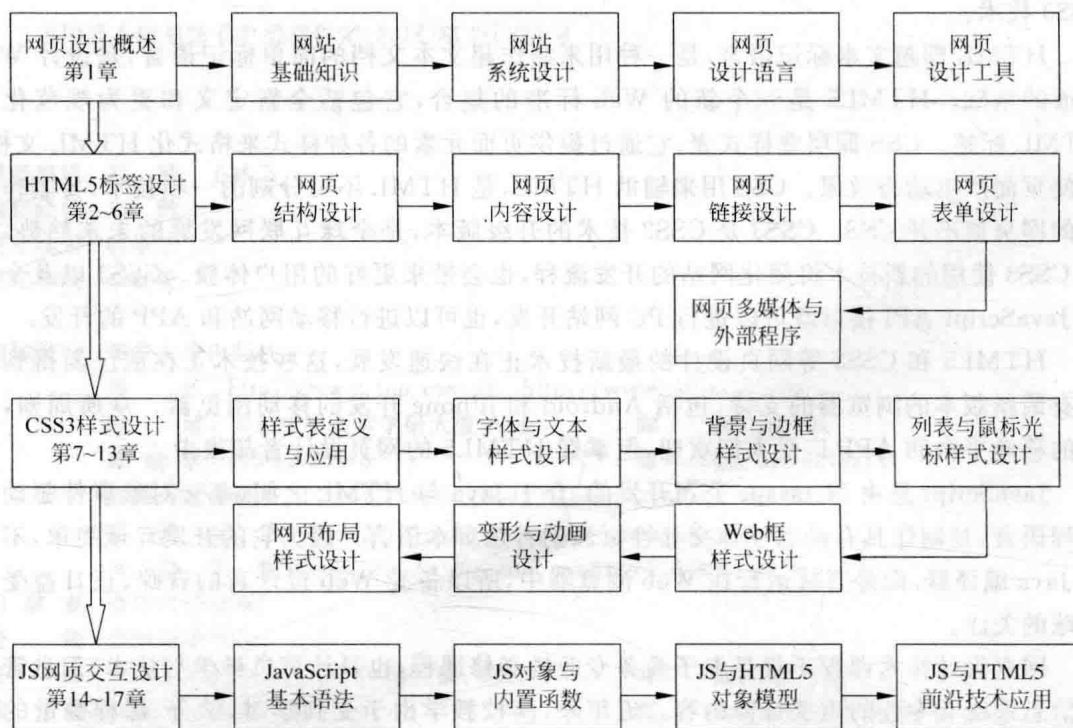 网页设计概述
第1章
网站
基础知识
网站
系统设计
网页
设计语言
网页
设计工具
HTML5标签设计
第2~6章
网页
结构设计
网页
内容设计
网页
链接设计
网页
表单设计
网页多媒体与
外部程序
CSS3样式设计
第7~13章
样式表定义
与应用
字体与文本
样式设计
背景与边框
样式设计
列表与鼠标光
标样式设计
网页布局
样式设计
变形与动画
设计
Web框
样式设计
JS网页交互设计
第14~17章
JavaScript
基本语法
JS对象与
内置函数
JS与HTML5
对象模型
JS与HTML5
前沿技术应用